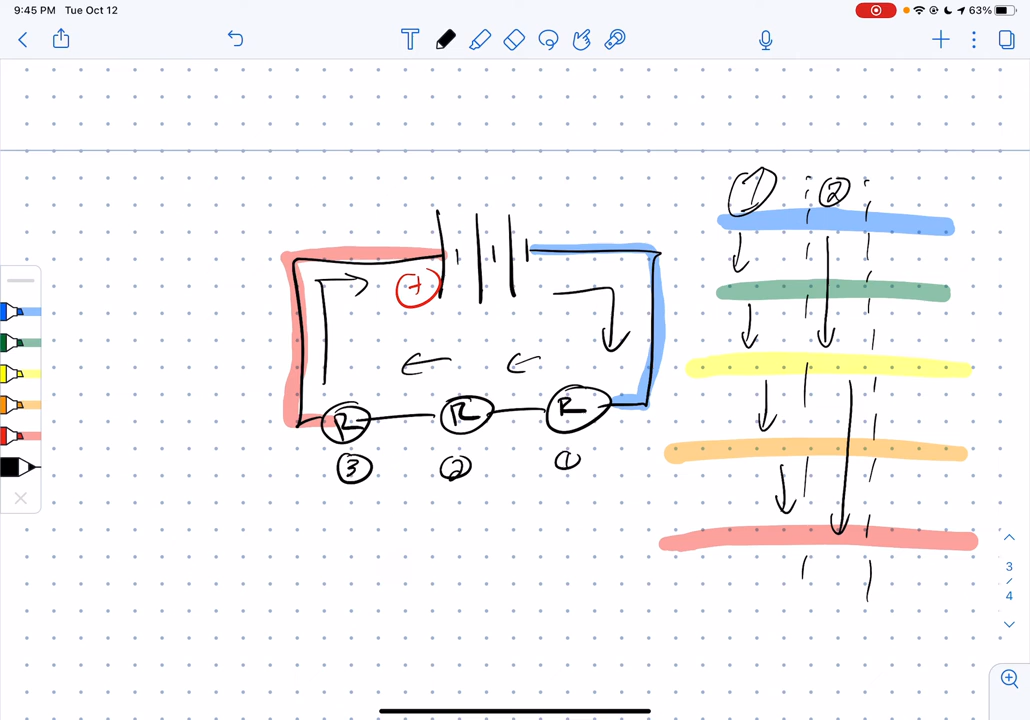 9:45 PM Tue Oct 12
63%
T
① ②
+
R R R
③ ② ①
3
/
4